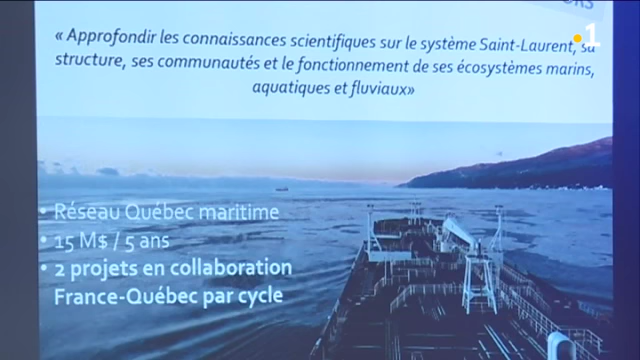 « Approfondir les connaissances scientifiques sur le système Saint-Laurent, sa
structure, ses communautés et le fonctionnement de ses écosystèmes marins,
aquatiques et fluviaux»
• Réseau Québec maritime
• 15 M$ / 5 ans
• 2 projets en collaboration
France-Québec par cycle
1